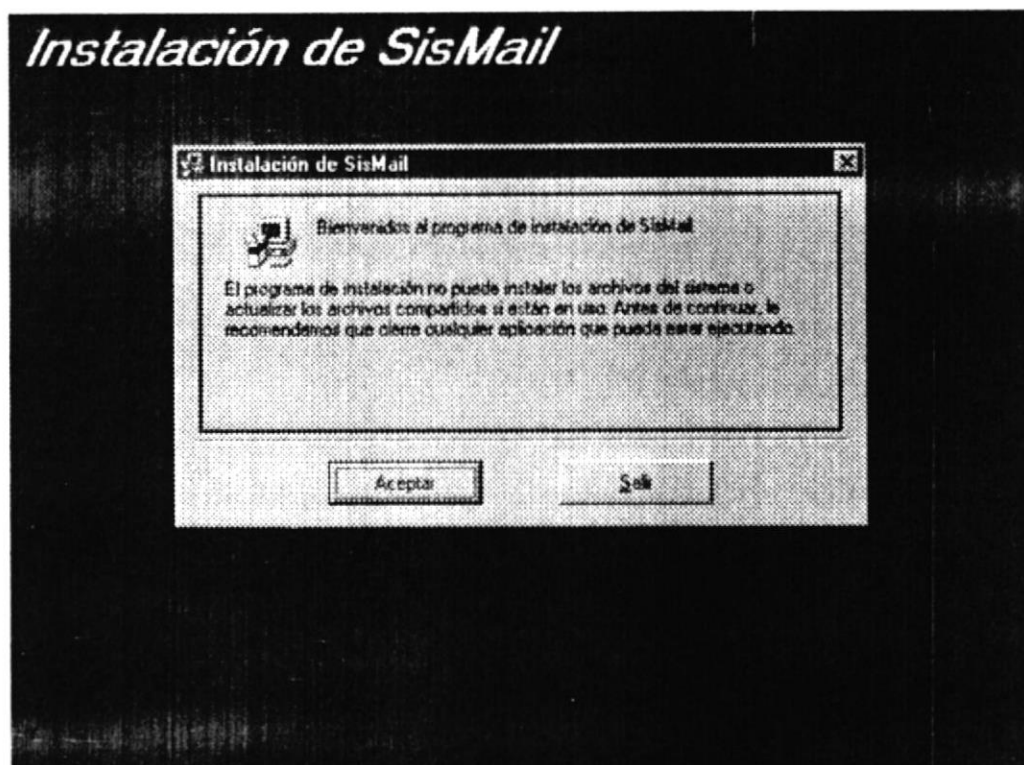 Instalación de SisMail
Instalación de SisMail
Bienvenidos al programa de instalación de SisMail
El programa de instalación no puede instalar los archivos del sistema o
actualizar los archivos compartidos si están en uso. Antes de continuar, le
recomendamos que cierre cualquier aplicación que pueda estar ejecutando.
Aceptar
Salir